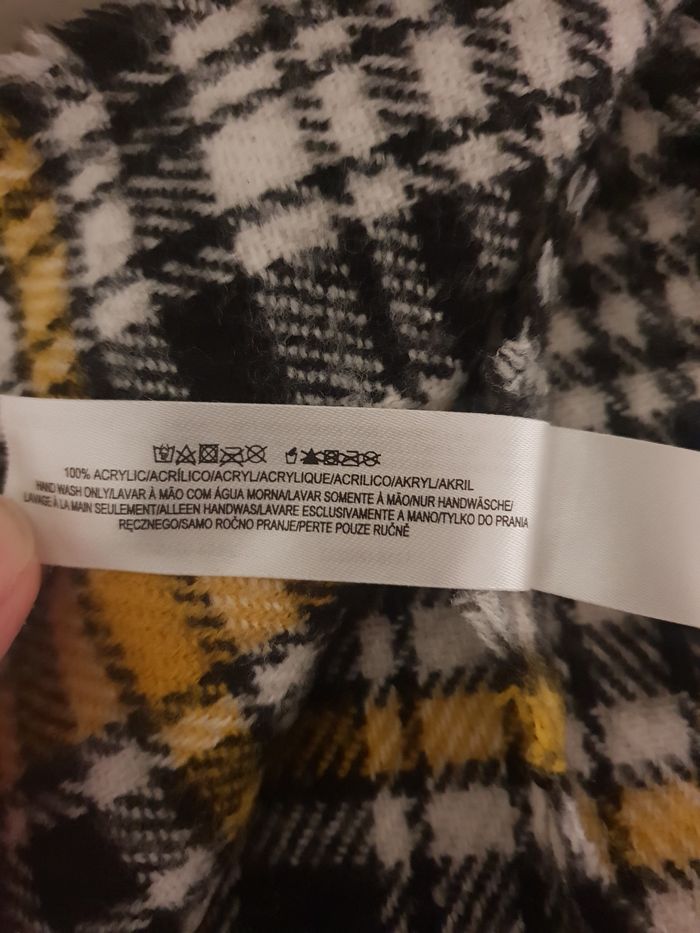 100% ACRYLIC/ACRÍLICO/ACRYL/ACRYLIQUE/ACRILICO/AKRYL/AKRIL
HAND WASH ONLY/LAVAR À MÃO COM ÁGUA MORNA/LAVAR SOMENTE À MÃO/NUR HANDWÄSCHE/
LAVAGE À LA MAIN SEULEMENT/ALLEEN HANDWAS/LAVARE ESCLUSIVAMENTE A MANO/TYLKO DO PRANIA
RĘCZNEGO/SAMO ROČNO PRANJE/PERTE POUZE RUČNĚ